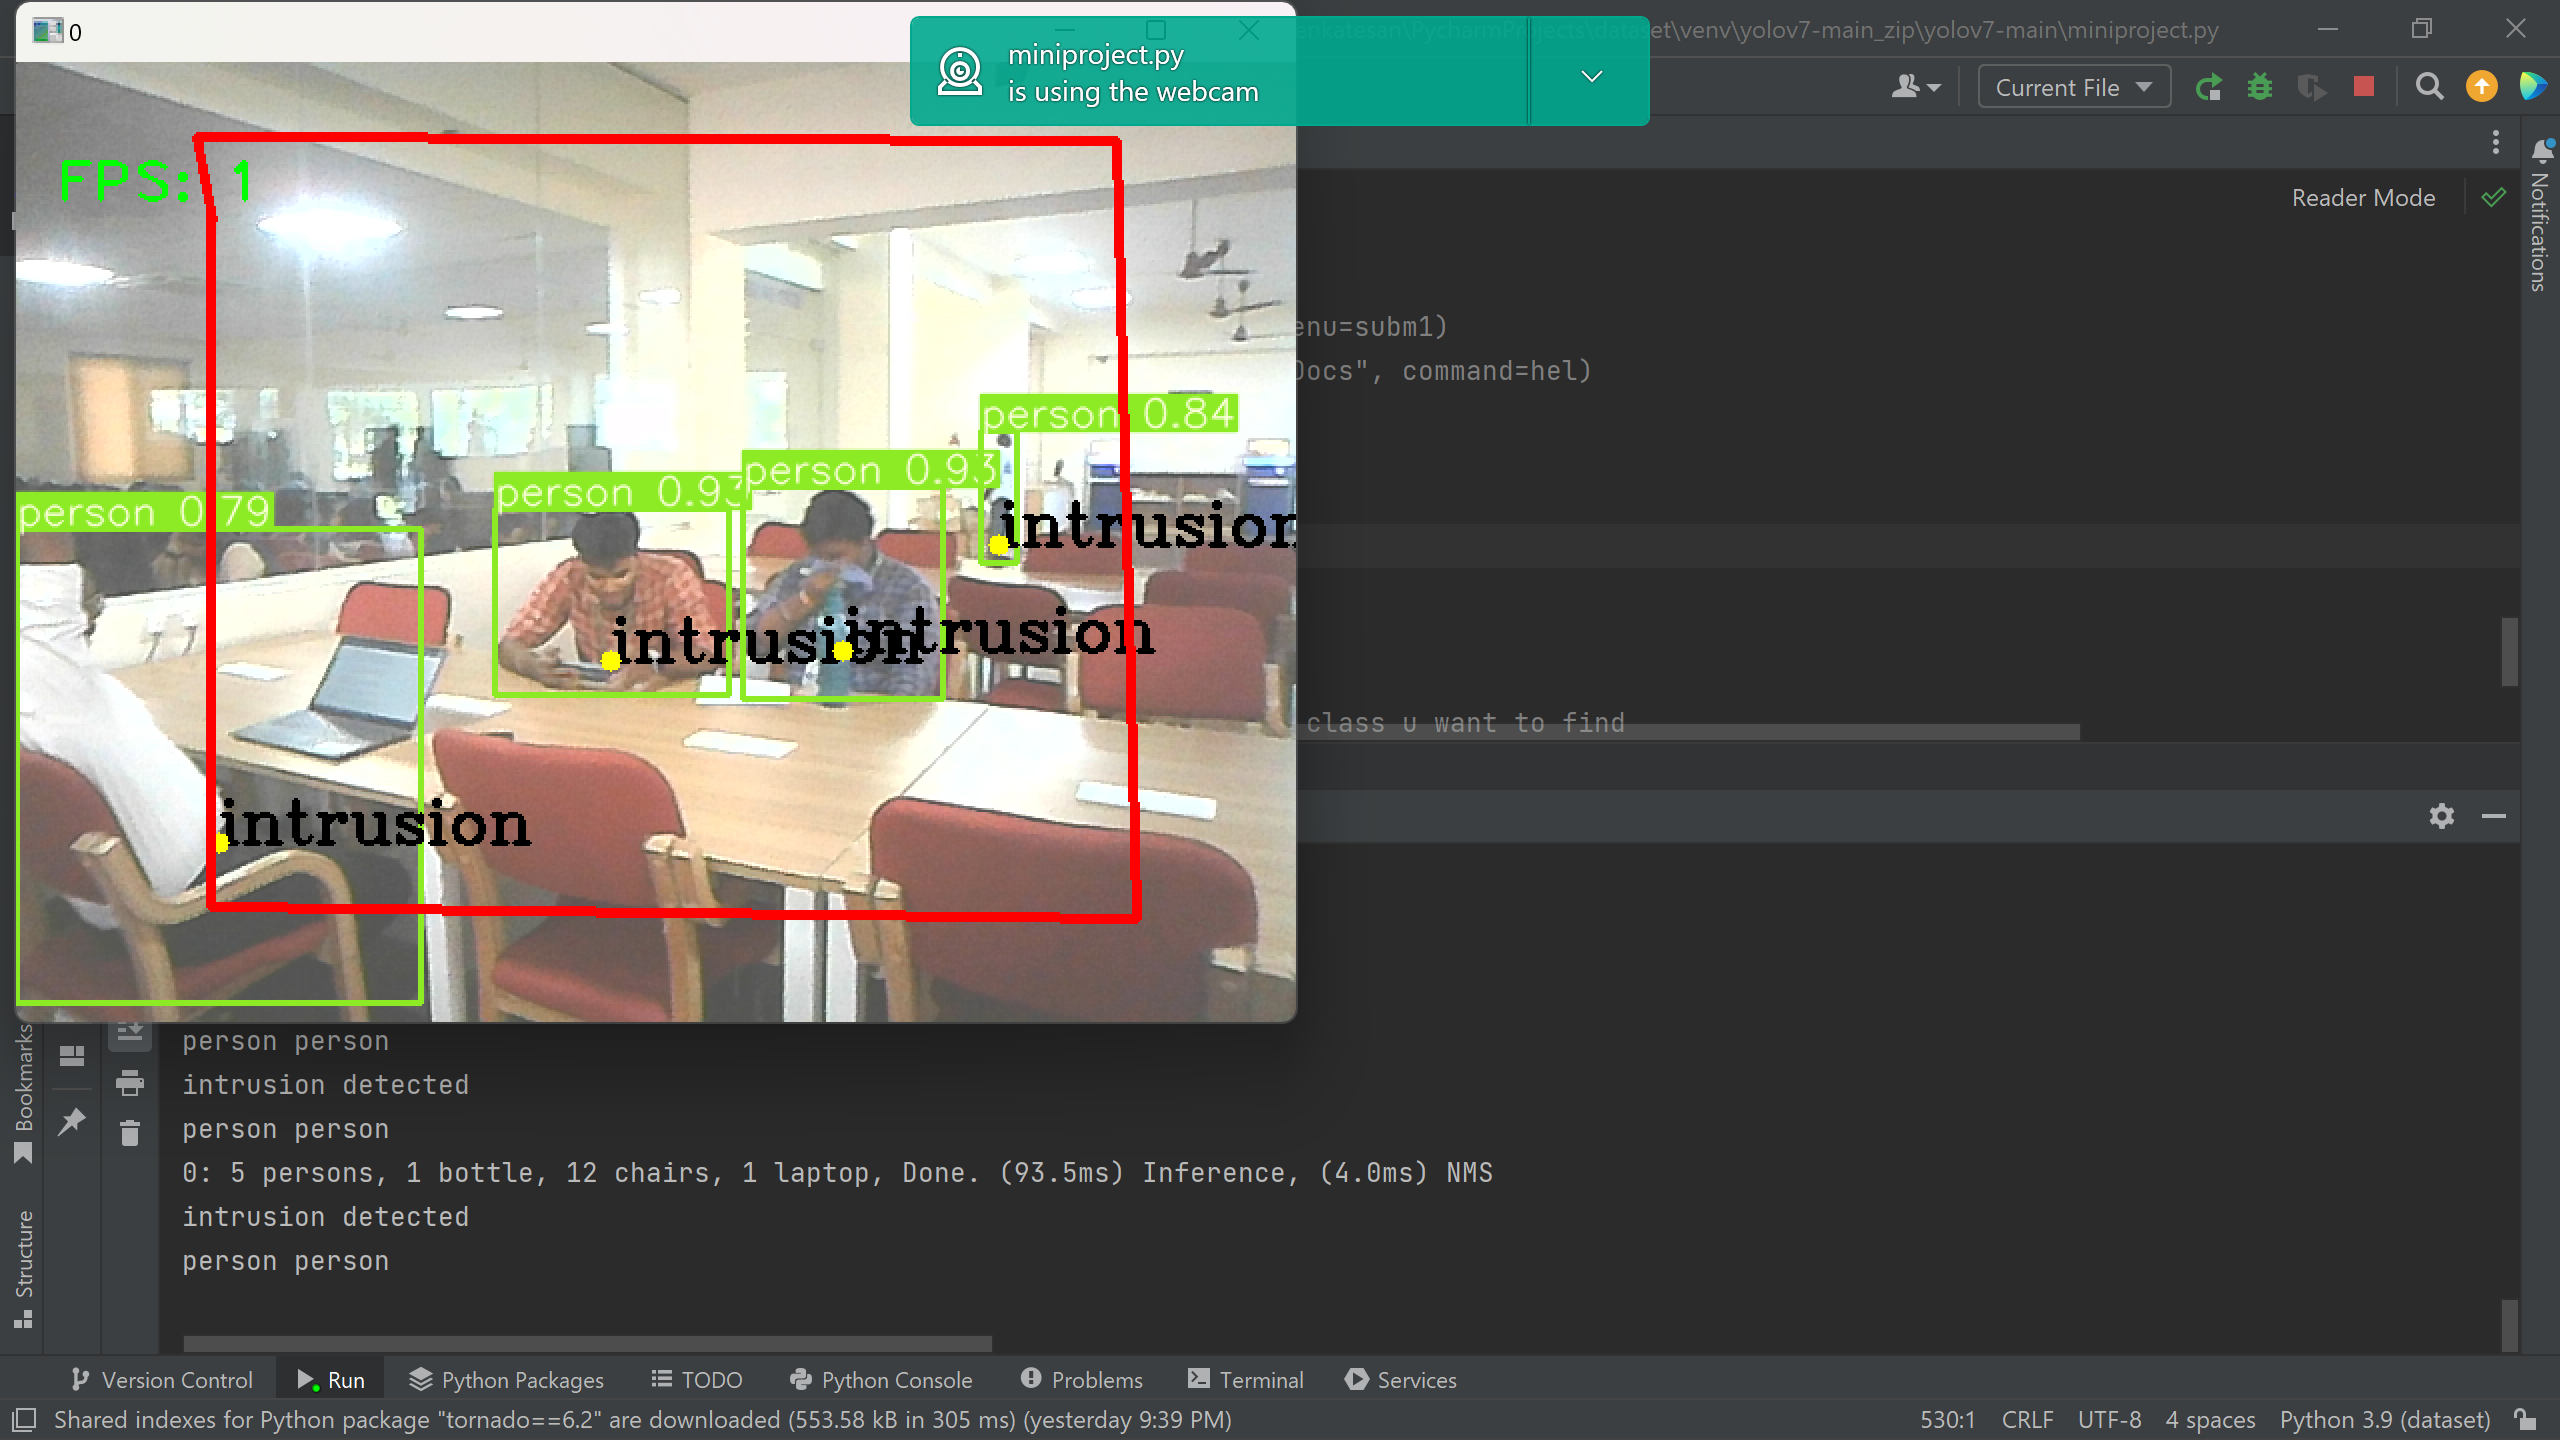 0
miniproject.py
is using the webcam
enkatesan\PycharmProjects\dataset\venv\yolov7-main_zip\yolov7-main\miniproject.py
Current File
Reader Mode
Notifications
FPS: 1
enu=subm1)
Docs", command=hel)
person 0.84
person 0.93
person 0.93
person 0.79
intrusion
intrusion
intrusion
intrusion
class u want to find
person person
intrusion detected
person person
0: 5 persons, 1 bottle, 12 chairs, 1 laptop, Done. (93.5ms) Inference, (4.0ms) NMS
intrusion detected
person person
Bookmarks
Structure
Version Control Run Python Packages TODO Python Console Problems Terminal Services
Shared indexes for Python package "tornado==6.2" are downloaded (553.58 kB in 305 ms) (yesterday 9:39 PM) 530:1 CRLF UTF-8 4 spaces Python 3.9 (dataset)